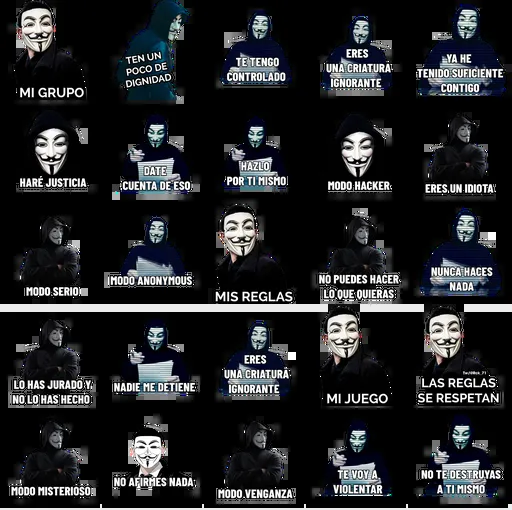 MI GRUPO
TEN UN
POCO DE
DIGNIDAD
TE TENGO
CONTROLADO
ERES
UNA CRIATURA
IGNORANTE
YA HE
TENIDO SUFICIENTE
CONTIGO
HARÉ JUSTICIA
DATE
CUENTA DE ESO
HAZLO
POR TI MISMO
MODO HACKER
ERES UN IDIOTA
MODO SERIO
MODO ANONYMOUS
MIS REGLAS
NO PUEDES HACER
LO QUE QUIERAS
NUNCA HACES
NADA
LO HAS JURADO Y
NO LO HAS HECHO
NADIE ME DETIENE
ERES
UNA CRIATURA
IGNORANTE
MI JUEGO
LAS REGLAS
SE RESPETAN
MODO MISTERIOSO
NO AFIRMES NADA
MODO VENGANZA
TE VOY A
VIOLENTAR
NO TE DESTRUYAS
A TI MISMO